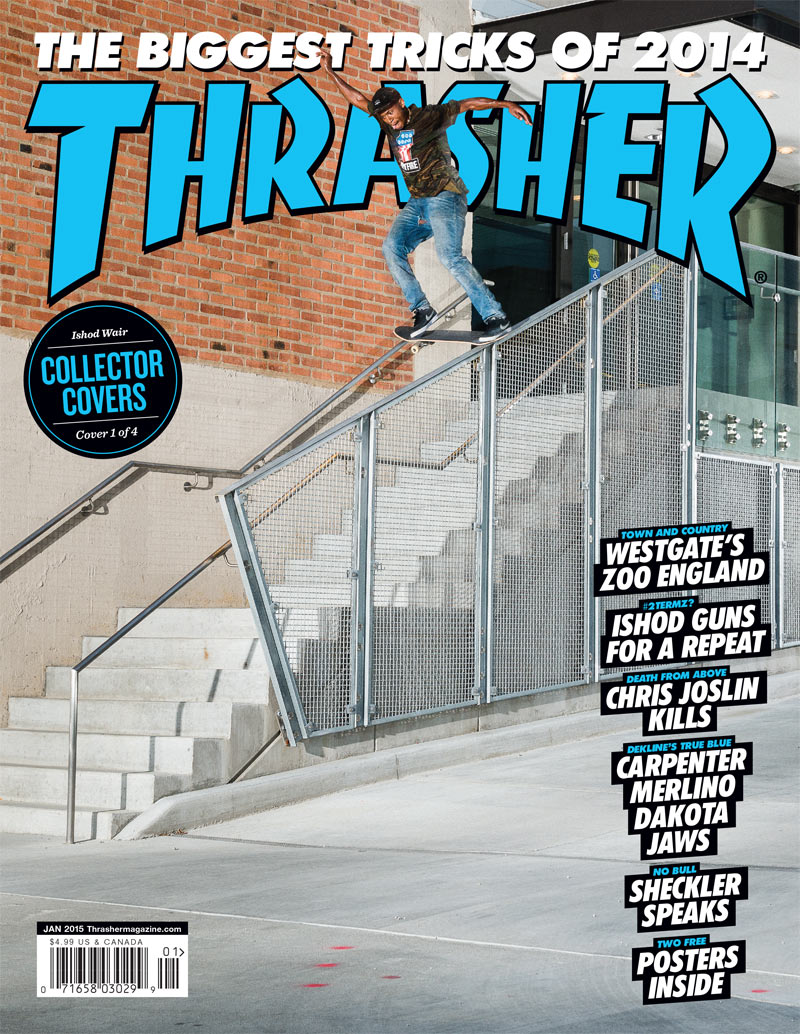 THE BIGGEST TRICKS OF 2014
THRASHER
®
Ishod Wair
COLLECTOR
COVERS
Cover 1 of 4
TOWN AND COUNTRY
WESTGATE'S
ZOO ENGLAND
#2TERMZ?
ISHOD GUNS
FOR A REPEAT
DEATH FROM ABOVE
CHRIS JOSLIN
KILLS
DEKLINE'S TRUE BLUE
CARPENTER
MERLINO
DAKOTA
JAWS
NO BULL
SHECKLER
SPEAKS
TWO FREE
POSTERS
INSIDE
JAN 2015 Thrashermagazine.com
$4.99 US & CANADA
01>
0 71658 03029 9